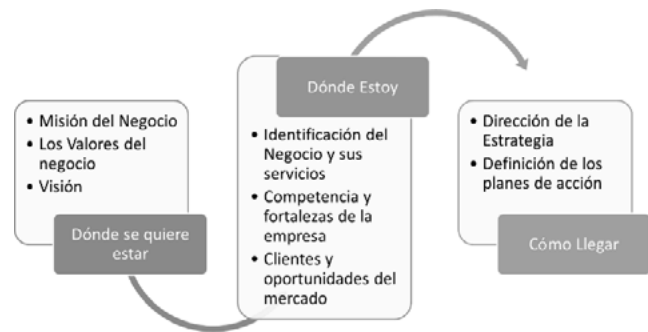 • Misión del Negocio
• Los Valores del
negocio
• Visión
Dónde se quiere
estar
Dónde Estoy
• Identificación del
Negocio y sus
servicios
• Competencia y
fortalezas de la
empresa
• Clientes y
oportunidades del
mercado
• Dirección de la
Estrategia
• Definición de los
planes de acción
Cómo Llegar